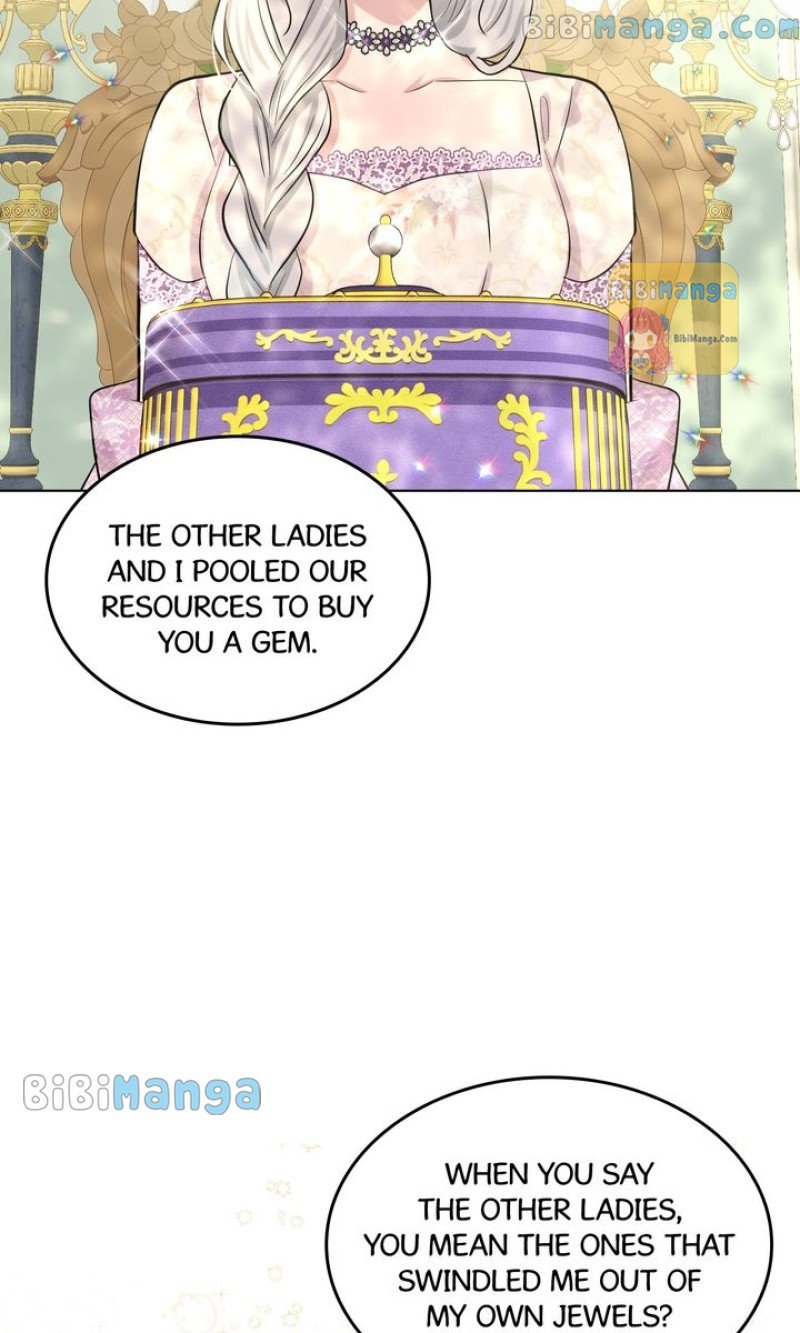 BiBiManga.Com
BiBiManga
BibiManga.Com
THE OTHER LADIES
AND I POOLED OUR
RESOURCES TO BUY
YOU A GEM.
BiBiManga
WHEN YOU SAY
THE OTHER LADIES,
YOU MEAN THE ONES THAT
SWINDLED ME OUT OF
MY OWN JEWELS?